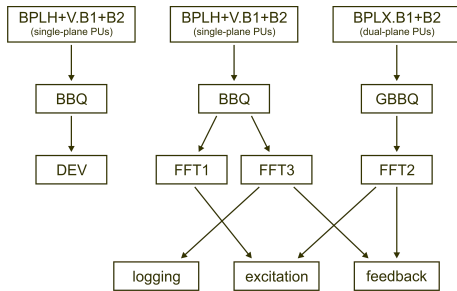 BPLH+V.B1+B2
(single-plane PUs)
BPLH+V.B1+B2
(single-plane PUs)
BPLX.B1+B2
(dual-plane PUs)
BBQ
BBQ
GBBQ
DEV
FFT1
FFT3
FFT2
logging
excitation
feedback